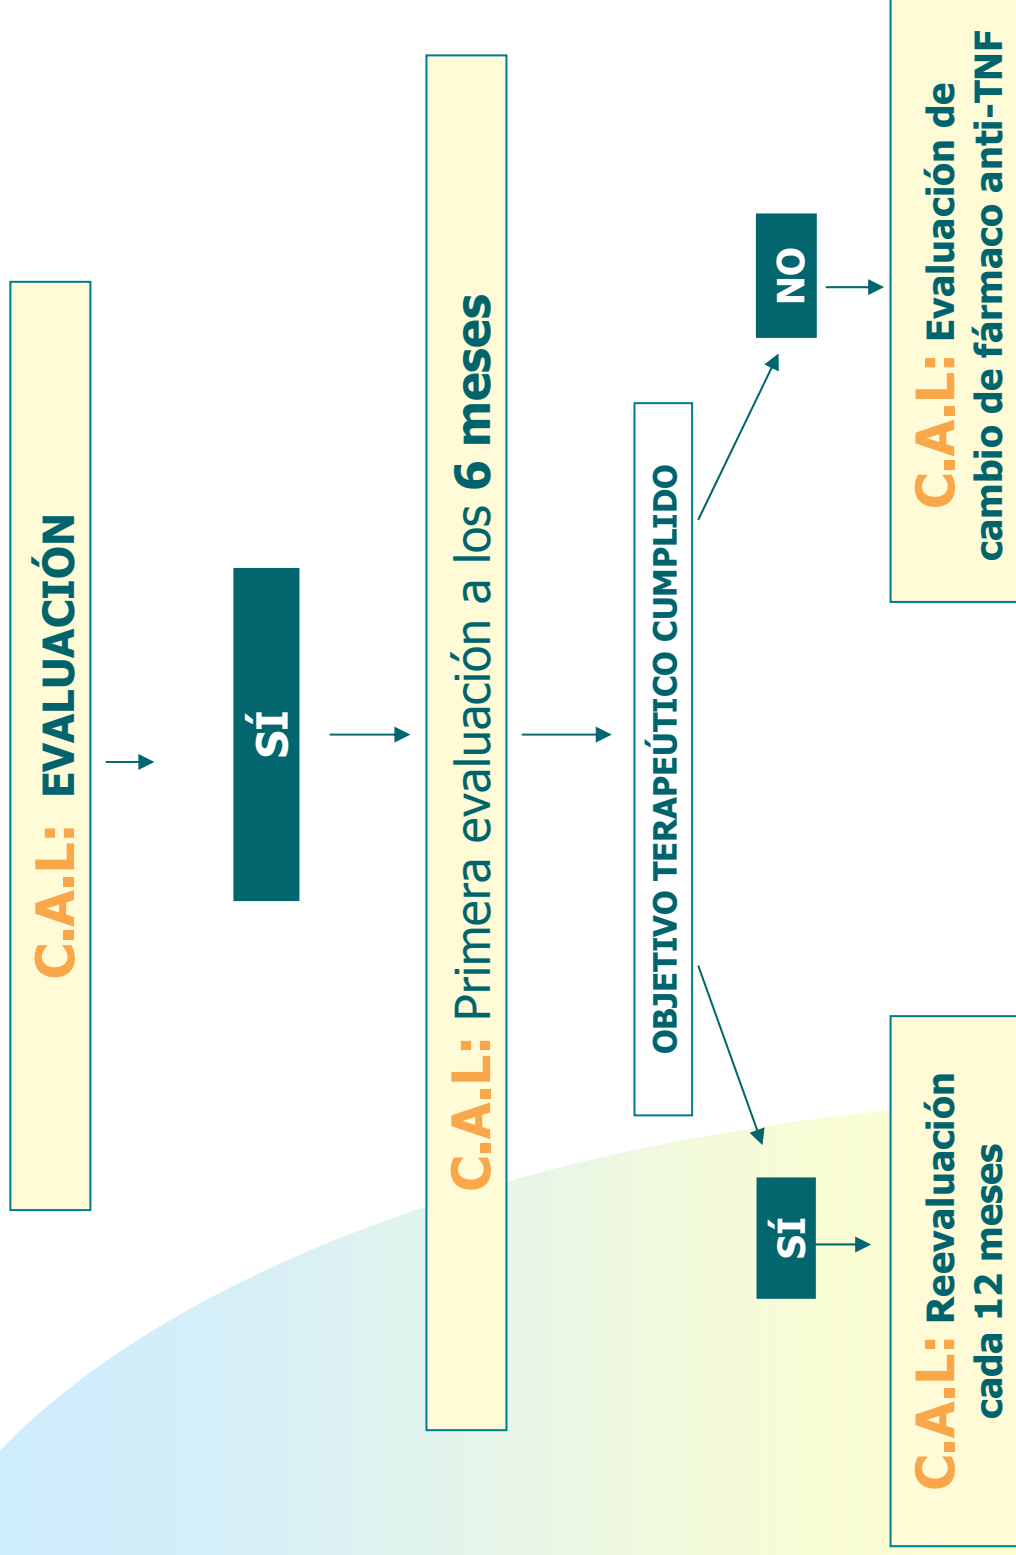 C.A.L: EVALUACIÓN
SÍ
C.A.L: Primera evaluación a los 6 meses
OBJETIVO TERAPEÚTICO CUMPLIDO
SÍ
NO
C.A.L: Reevaluación
cada 12 meses
C.A.L: Evaluación de
cambio de fármaco anti-TNF